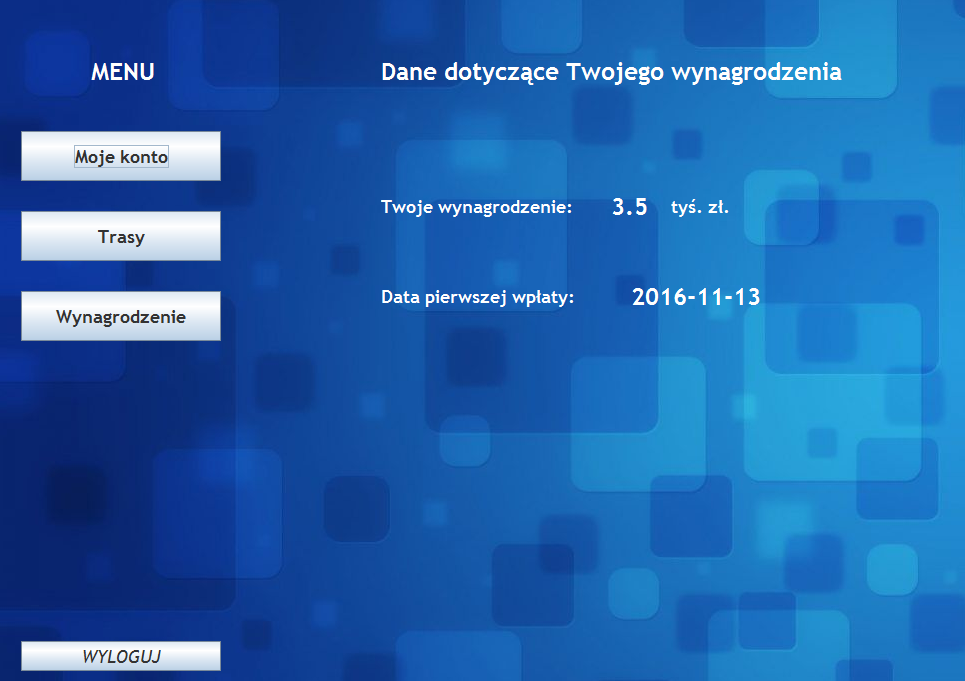 MENU
Dane dotyczące Twojego wynagrodzenia
Moje konto
Twoje wynagrodzenie: 3.5 tyś. zł.
Trasy
Data pierwszej wpłaty: 2016-11-13
Wynagrodzenie
WYLOGUJ